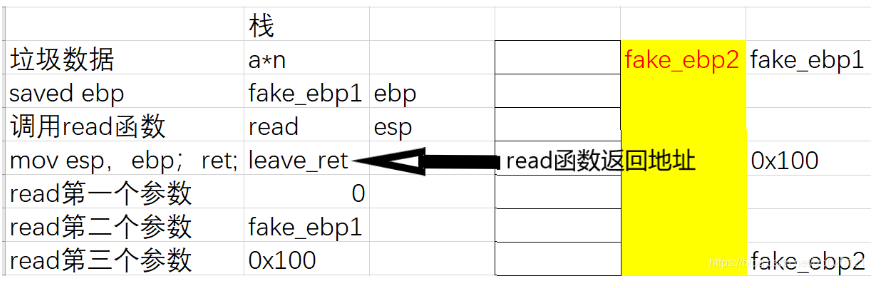 栈
垃圾数据 a*n fake_ebp2 fake_ebp1
saved ebp fake_ebp1 ebp
调用read函数 read esp
mov esp，ebp；ret; leave_ret read函数返回地址 0x100
read第一个参数 0
read第二个参数 fake_ebp1
read第三个参数 0x100 fake_ebp2